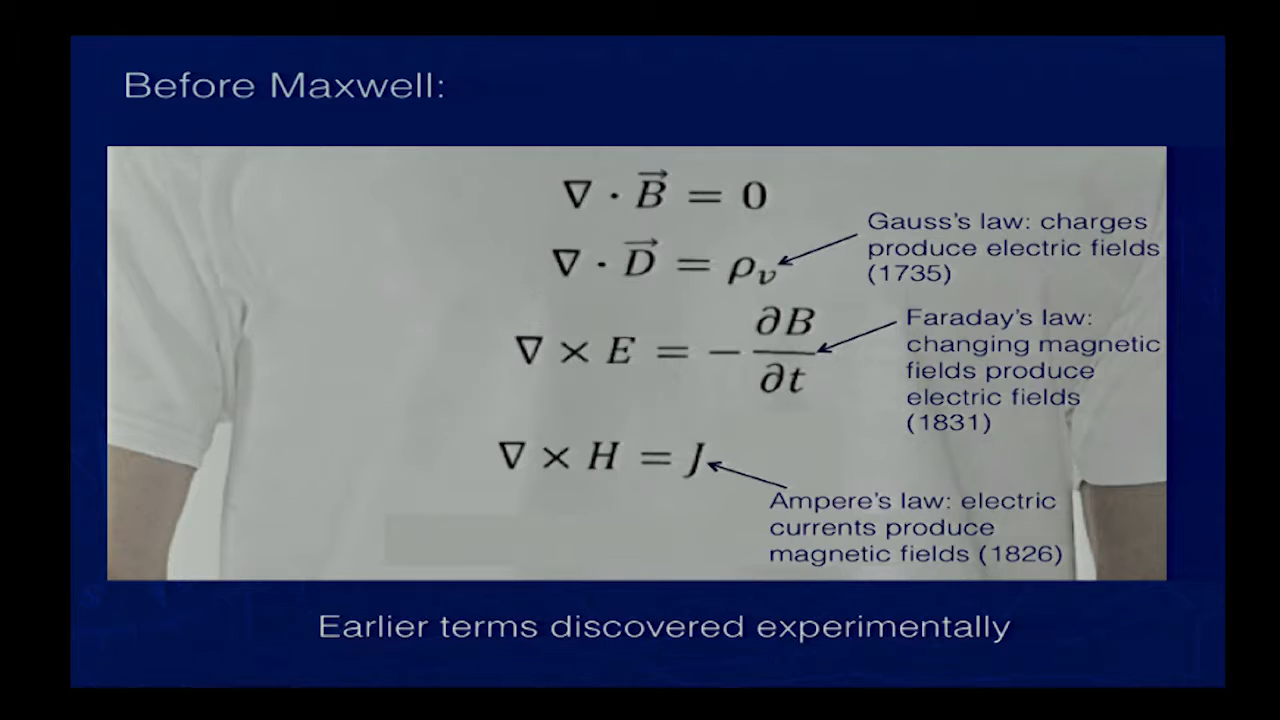 Before Maxwell:
∇ · B⃗ = 0
∇ · D⃗ = ρᵥ
Gauss's law: charges
produce electric fields
(1735)
∇ × E = − ∂B/∂t
Faraday's law:
changing magnetic
fields produce
electric fields
(1831)
∇ × H = J
Ampere's law: electric
currents produce
magnetic fields (1826)
Earlier terms discovered experimentally